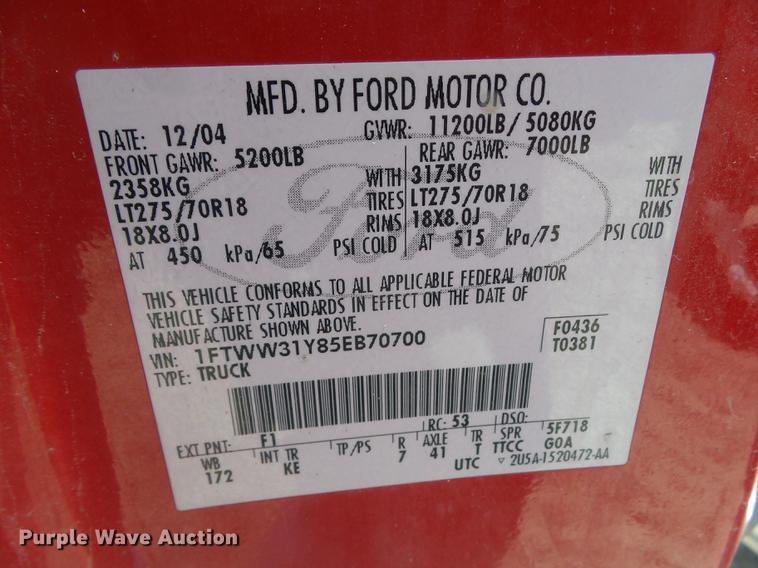 MFD. BY FORD MOTOR CO.
DATE: 12/04 GVWR: 11200LB/ 5080KG
FRONT GAWR: 5200LB REAR GAWR: 7000LB
2358KG WITH 3175KG WITH
LT275/70R18 TIRES LT275/70R18 TIRES
18X8.0J RIMS 18X8.0J RIMS
AT 450 kPa/65 PSI COLD AT 515 kPa/75 PSI COLD
Ford
THIS VEHICLE CONFORMS TO ALL APPLICABLE FEDERAL MOTOR
VEHICLE SAFETY STANDARDS IN EFFECT ON THE DATE OF
MANUFACTURE SHOWN ABOVE.
VIN: 1FTWW31Y85EB70700 F0436
TYPE: TRUCK T0381
EXT PNT: F1 RC: 53 DSO:
WB INT TR TP/PS R AXLE TR SPR 5F718
172 KE 7 41 T TTCC G0A
UTC ▽ 2U5A-1520472-AA
Purple Wave Auction